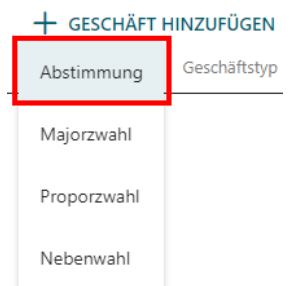 + GESCHÄFT HINZUFÜGEN
Abstimmung Geschäftstyp
Majorzwahl
Proporzwahl
Nebenwahl